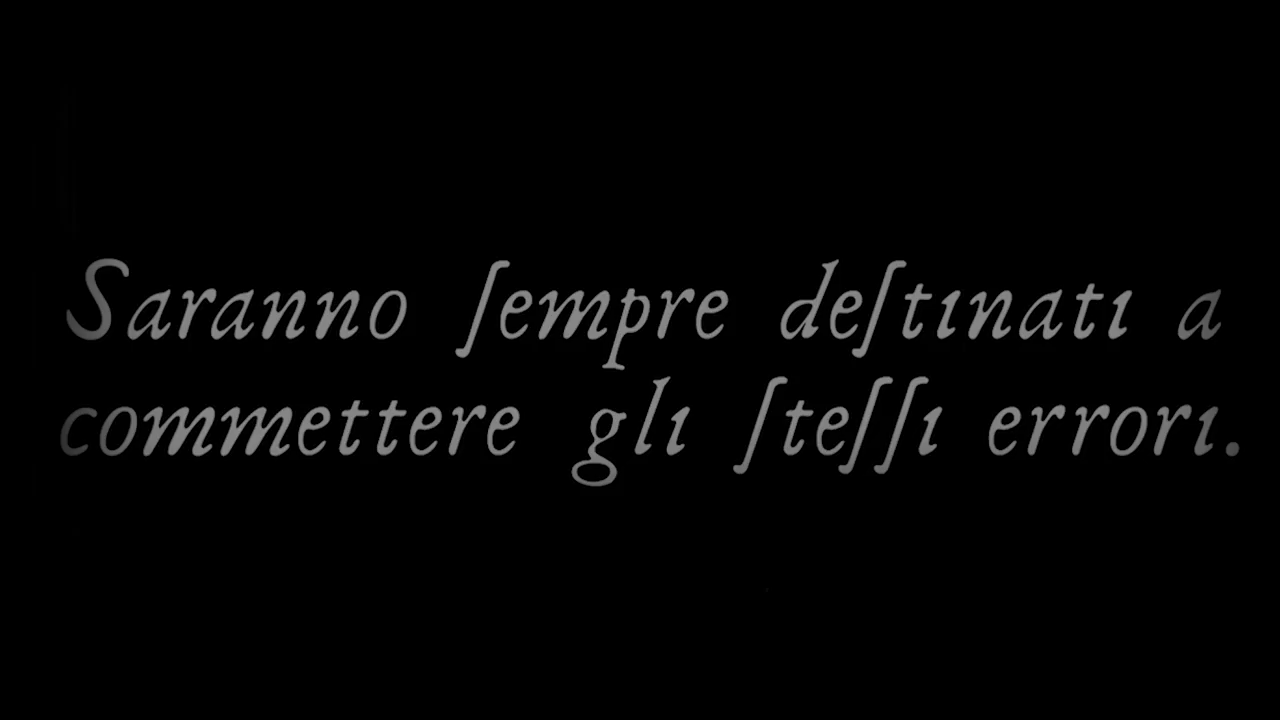 Saranno ſempre deſtınatı a
commettere glı ſteſſı errorı.